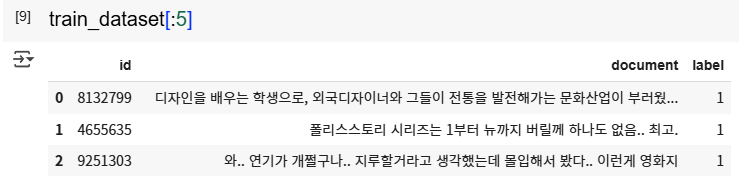 [9] train_dataset[:5]
id document label
0 8132799 디자인을 배우는 학생으로, 외국디자이너와 그들이 전통을 발전해가는 문화산업이 부러웠... 1
1 4655635 폴리스스토리 시리즈는 1부터 뉴까지 버릴께 하나도 없음.. 최고. 1
2 9251303 와.. 연기가 개쩔구나.. 지루할거라고 생각했는데 몰입해서 봤다.. 이런게 영화지 1